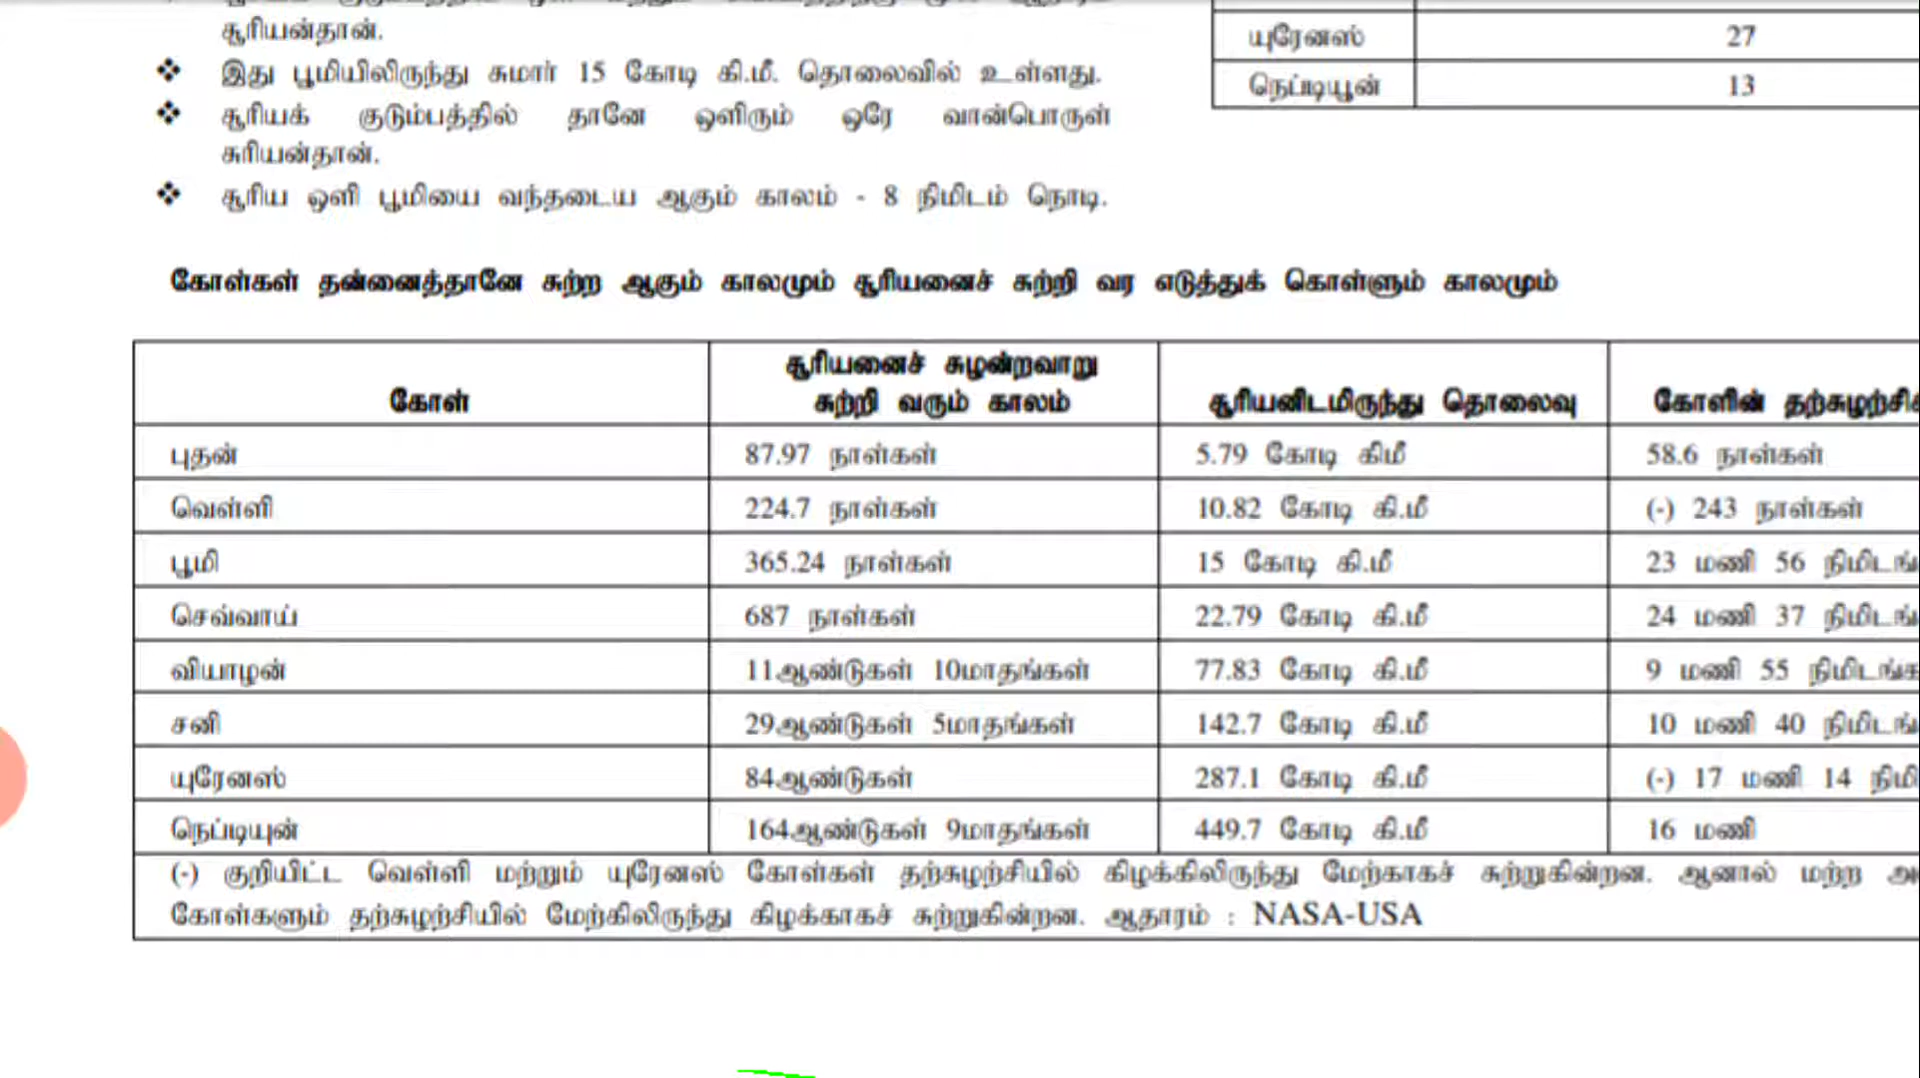 சூரியன்தான்.
❖ இது பூமியிலிருந்து சுமார் 15 கோடி கி.மீ. தொலைவில் உள்ளது.
❖ சூரியக் குடும்பத்தில் தானே ஒளிரும் ஒரே வான்பொருள்
சுரியன்தான்.
❖ சூரிய ஒளி பூமியை வந்தடைய ஆகும் காலம் - 8 நிமிடம் நொடி.
யுரேனஸ் 27
நெப்டியூன் 13
கோள்கள் தன்னைத்தானே சுற்ற ஆகும் காலமும் சூரியனைச் சுற்றி வர எடுத்துக் கொள்ளும் காலமும்
கோள் சூரியனைச் சுழன்றவாறு சுற்றி வரும் காலம் சூரியனிடமிருந்து தொலைவு கோளின்
புதன் 87.97 நாள்கள் 5.79 கோடி கிமீ 58.6 நாள்கள்
வெள்ளி 224.7 நாள்கள் 10.82 கோடி கி.மீ (-) 243 நாள்கள்
பூமி 365.24 நாள்கள் 15 கோடி கி.மீ 23 மணி 56
செவ்வாய் 687 நாள்கள் 22.79 கோடி கி.மீ 24 மணி 37
வியாழன் 11ஆண்டுகள் 10மாதங்கள் 77.83 கோடி கி.மீ 9 மணி 55
சனி 29ஆண்டுகள் 5மாதங்கள் 142.7 கோடி கி.மீ 10 மணி 40
யுரேனஸ் 84ஆண்டுகள் 287.1 கோடி கி.மீ (-) 17 மணி 14
நெப்டியுன் 164ஆண்டுகள் 9மாதங்கள் 449.7 கோடி கி.மீ 16 மணி
(-) குறியிட்ட வெள்ளி மற்றும் யுரேனஸ் கோள்கள் தற்சுழற்சியில் கிழக்கிலிருந்து மேற்காகச் சுற்றுகின்றன. ஆனால் மற்ற
கோள்களும் தற்சுழற்சியில் மேற்கிலிருந்து கிழக்காகச் சுற்றுகின்றன. ஆதாரம் : NASA-USA